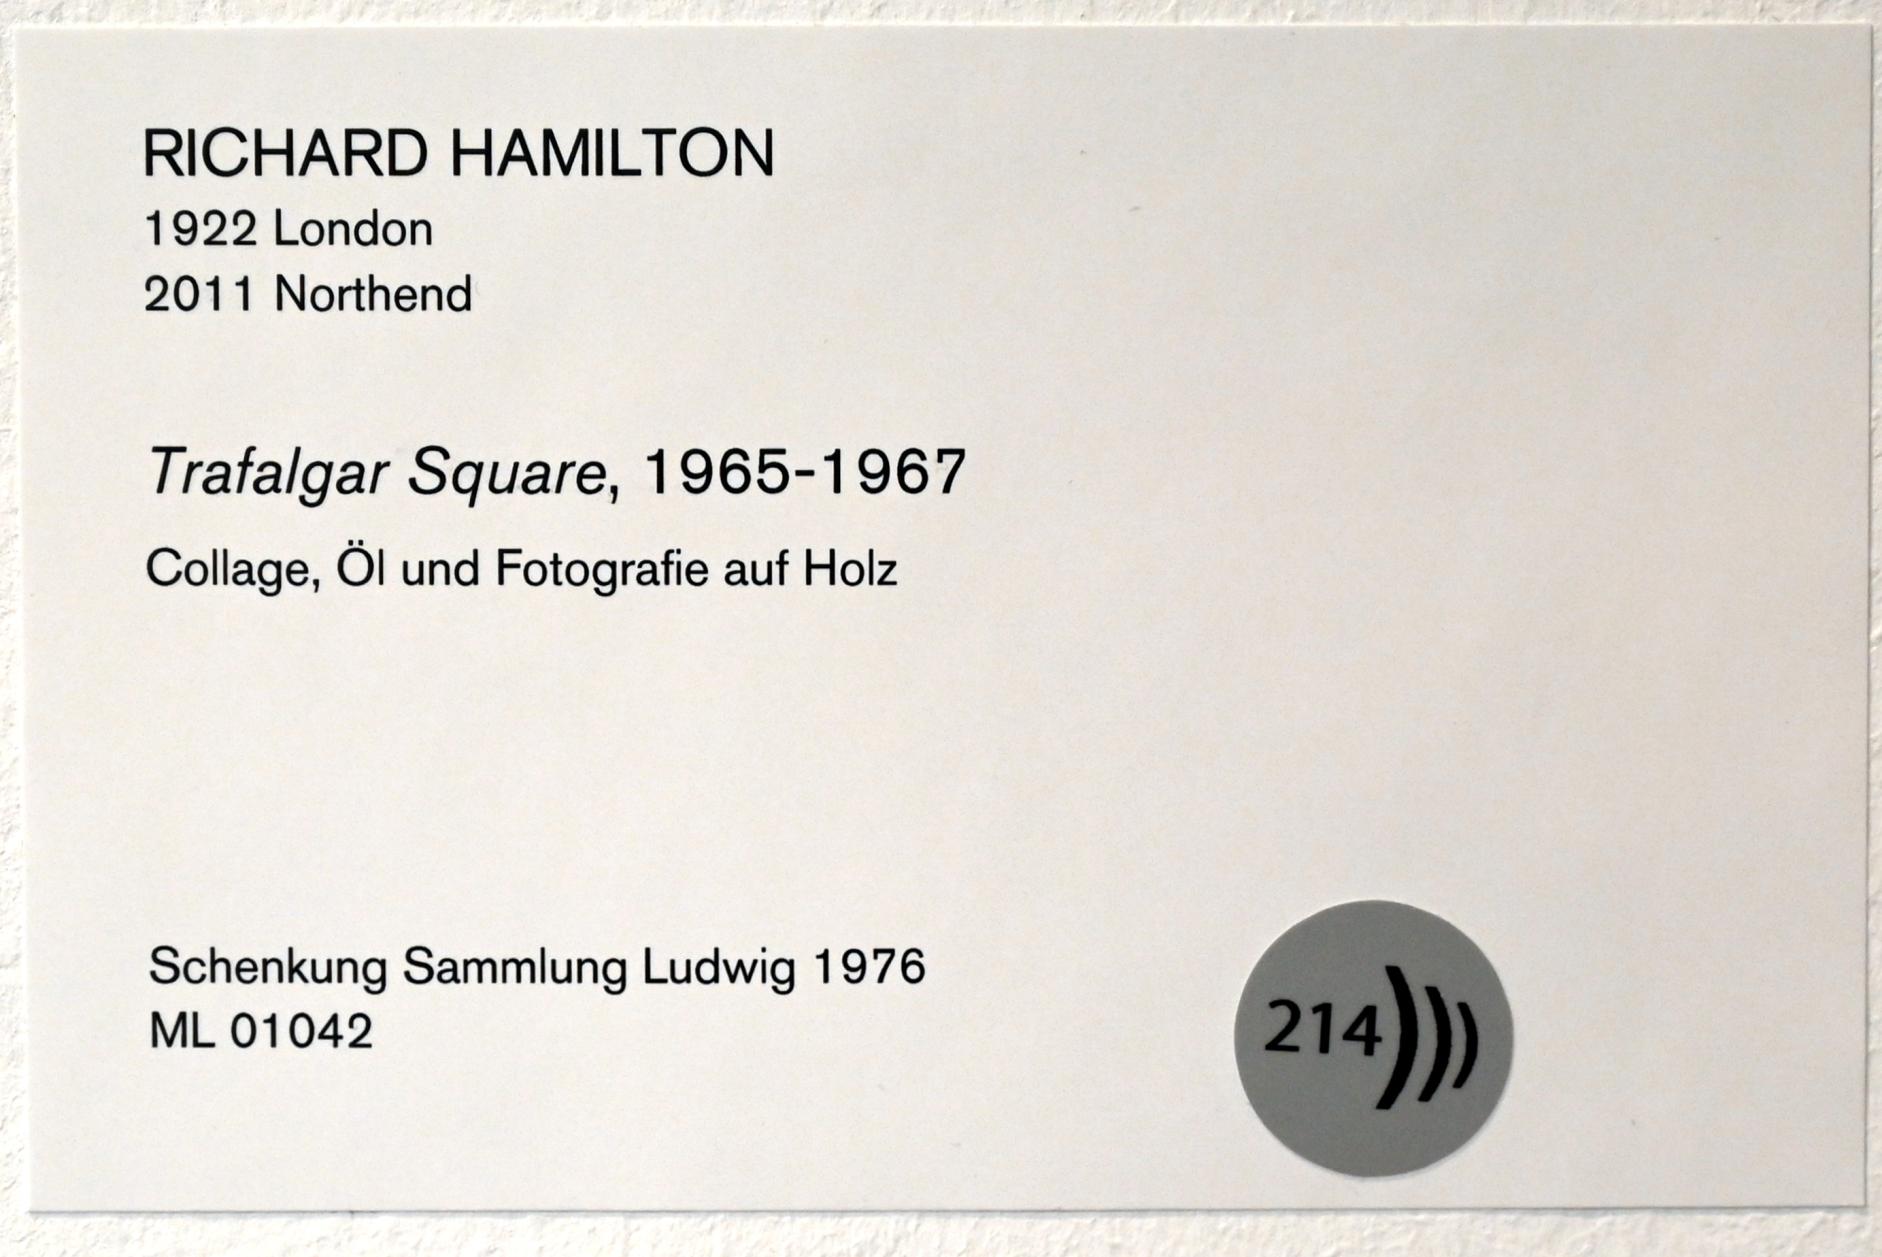 RICHARD HAMILTON
1922 London
2011 Northend
Trafalgar Square, 1965-1967
Collage, Öl und Fotografie auf Holz
Schenkung Sammlung Ludwig 1976
ML 01042
214